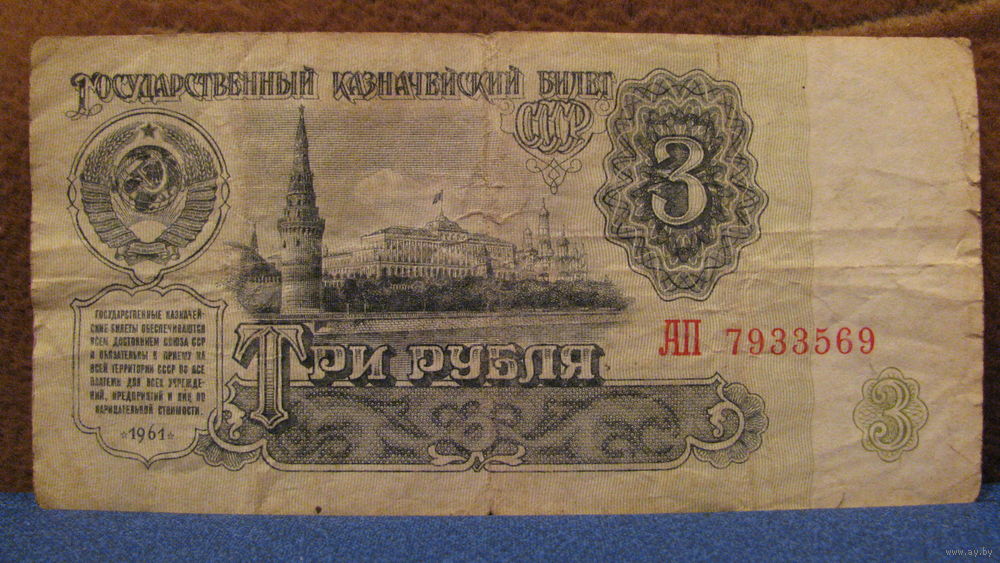 Государственный казначейский билет
СССР
3
Государственные казначей-
ские билеты обеспечиваются
всем достоянием Союза ССР
и обязательны к приему на
всей территории СССР во все
платежи для всех учрежде-
ний, предприятий и лиц по
нарицательной стоимости.
1961
Три рубля
АП 7933569
3
www.ay.by